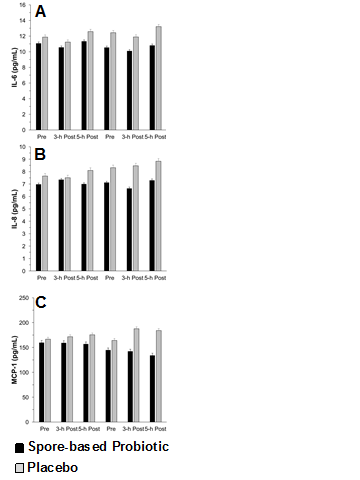 A
IL-6 (pg/mL)
16
14
12
10
8
6
4
2
0
Pre 3-h Post 5-h Post Pre 3-h Post 5-h Post
B
IL-8 (pg/mL)
10
9
8
7
6
5
4
3
2
1
0
Pre 3-h Post 5-h Post Pre 3-h Post 5-h Post
C
MCP-1 (pg/mL)
250
200
150
100
50
0
Pre 3-h Post 5-h Post Pre 3-h Post 5-h Post
Spore-based Probiotic
Placebo